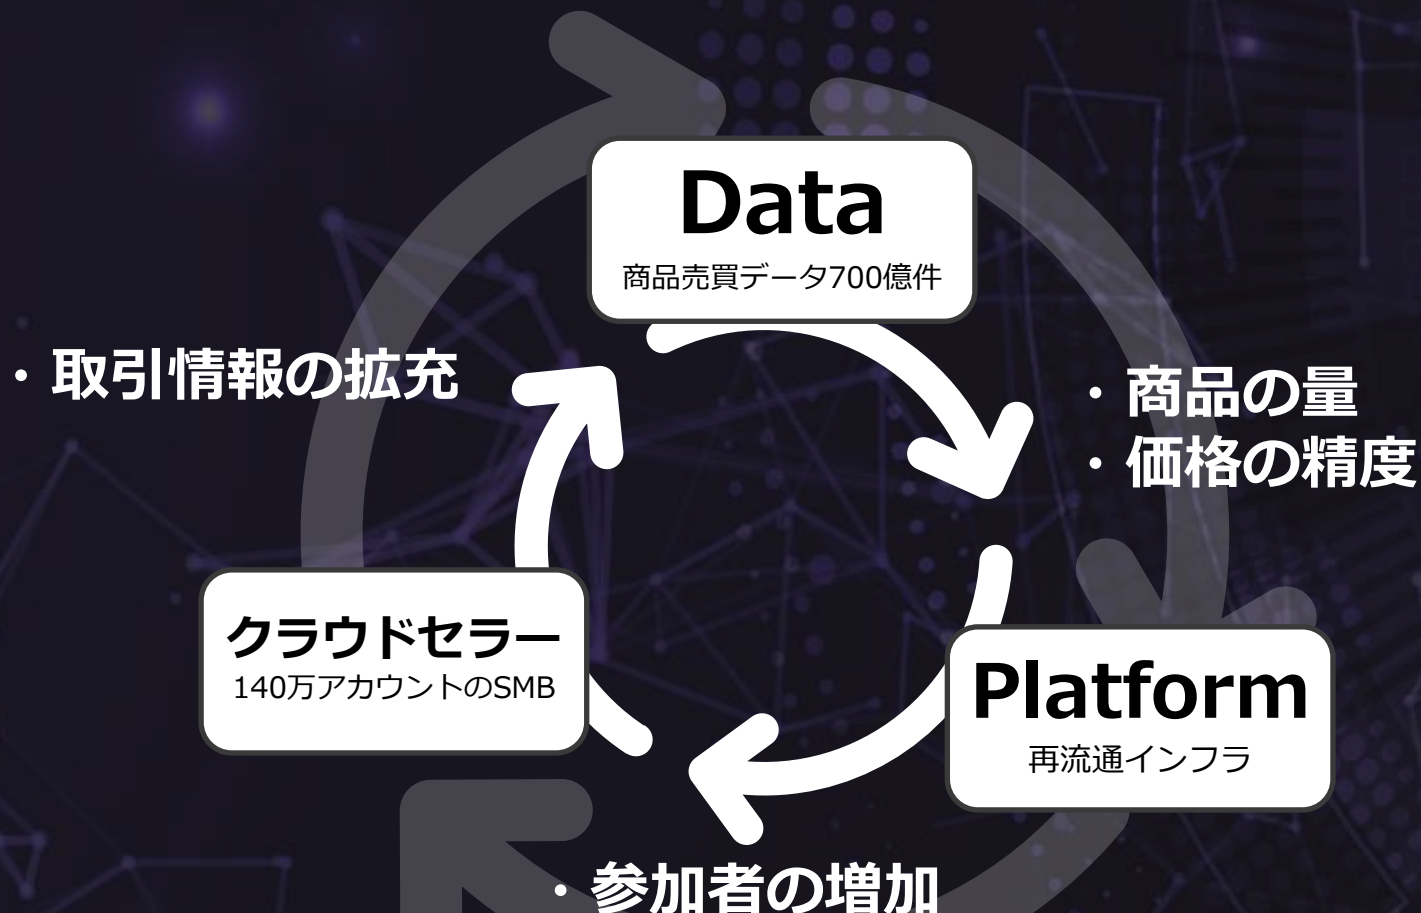 Data
商品売買データ700億件
・取引情報の拡充
・商品の量
・価格の精度
クラウドセラー
140万アカウントのSMB
Platform
再流通インフラ
・参加者の増加